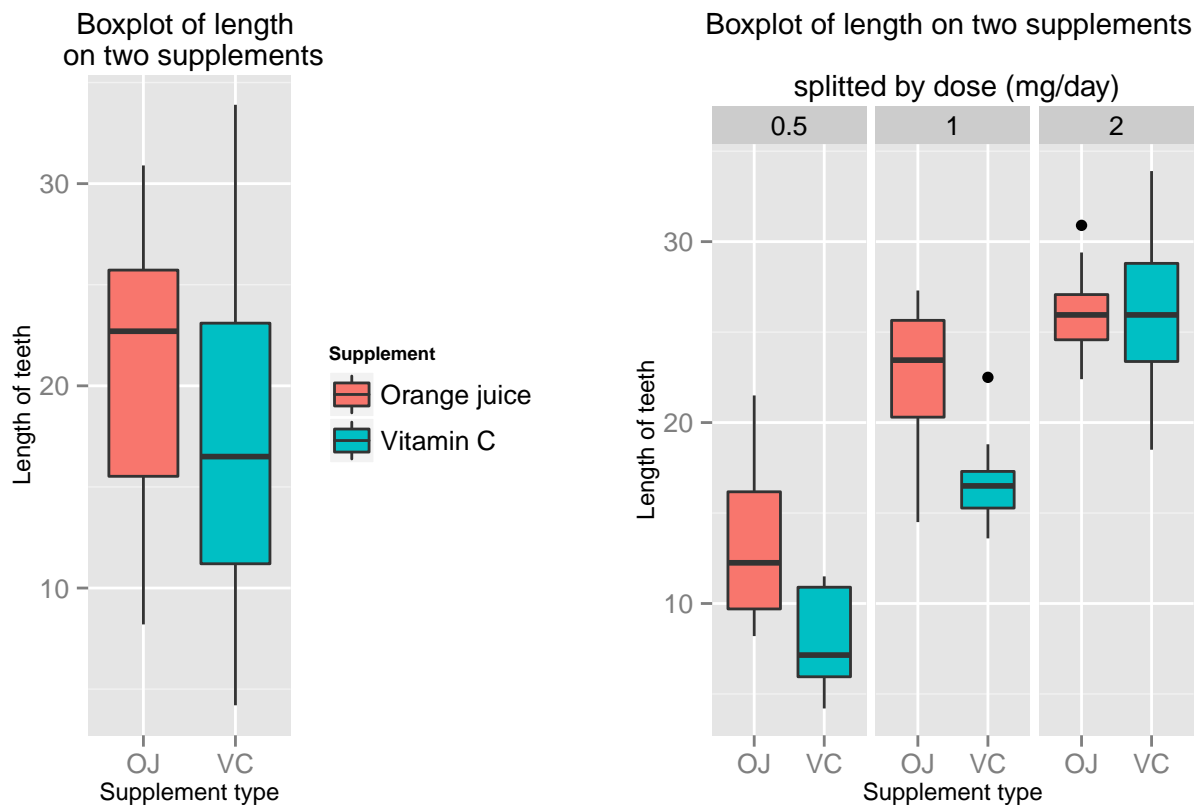 Boxplot of length
on two supplements
30
20
10
Length of teeth
OJ VC
Supplement type
Supplement
Orange juice
Vitamin C
Boxplot of length on two supplements
splitted by dose (mg/day)
0.5 1 2
30
20
10
Length of teeth
OJ VC OJ VC OJ VC
Supplement type